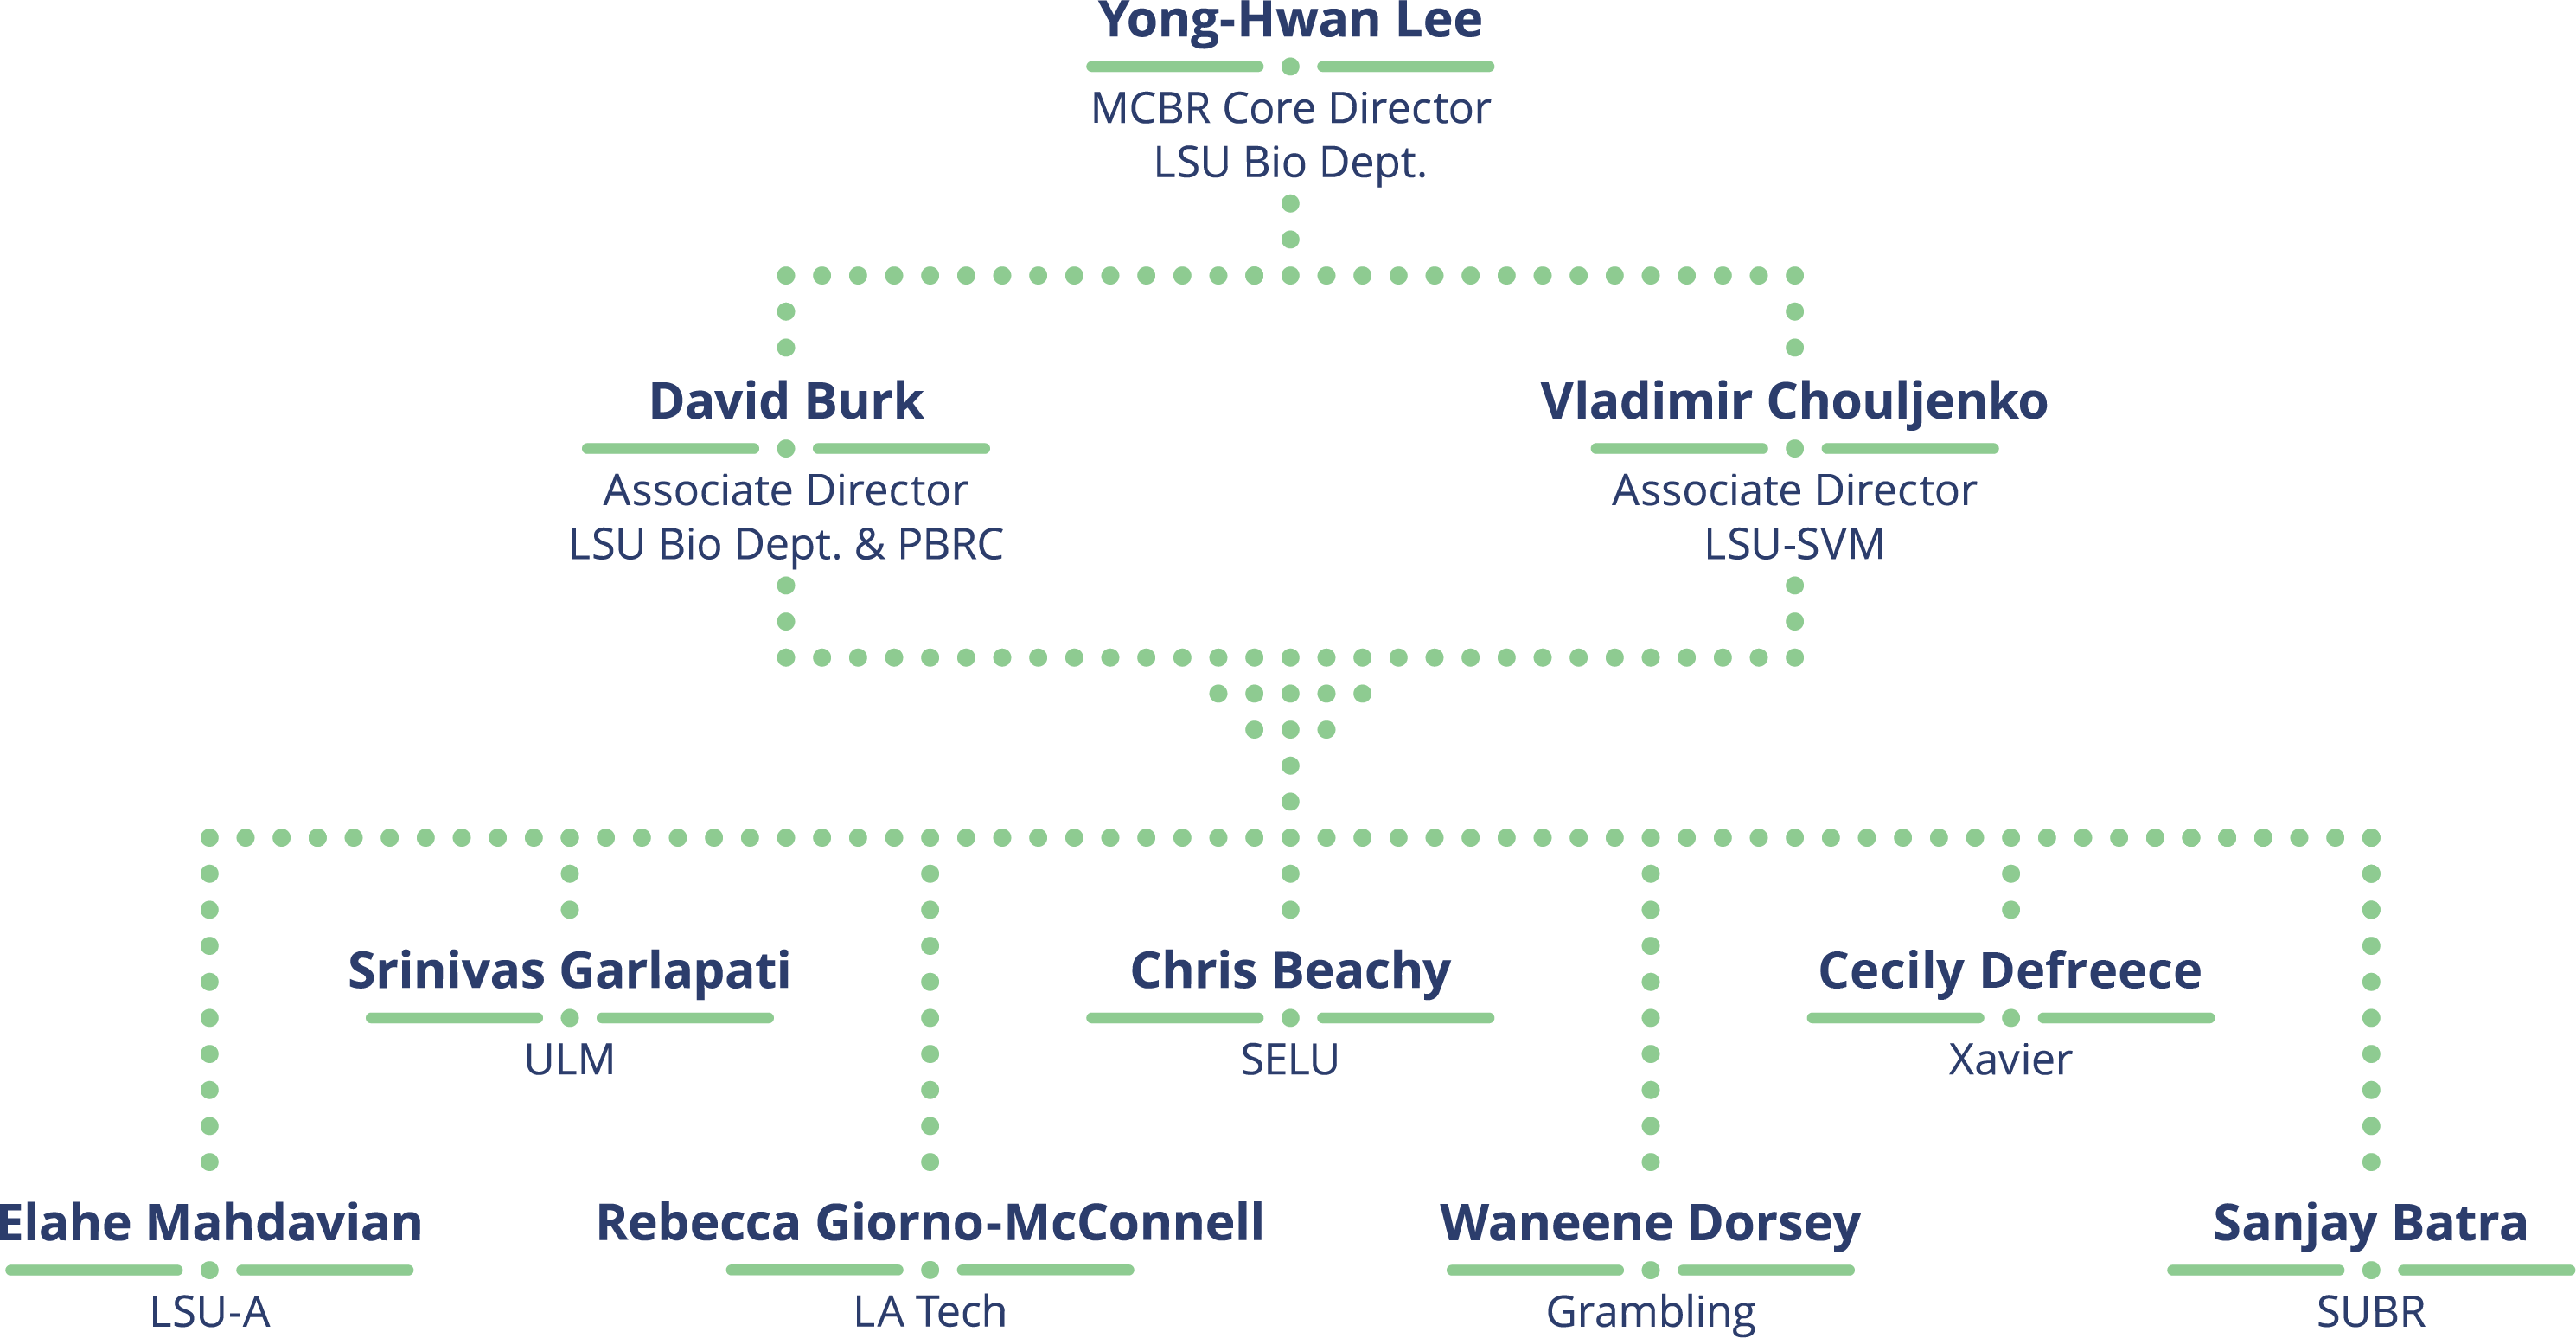 Yong-Hwan Lee
MCBR Core Director
LSU Bio Dept.
David Burk
Associate Director
LSU Bio Dept. & PBRC
Vladimir Chouljenko
Associate Director
LSU-SVM
Srinivas Garlapati
ULM
Chris Beachy
SELU
Cecily Defreece
Xavier
Elahe Mahdavian
LSU-A
Rebecca Giorno-McConnell
LA Tech
Waneene Dorsey
Grambling
Sanjay Batra
SUBR